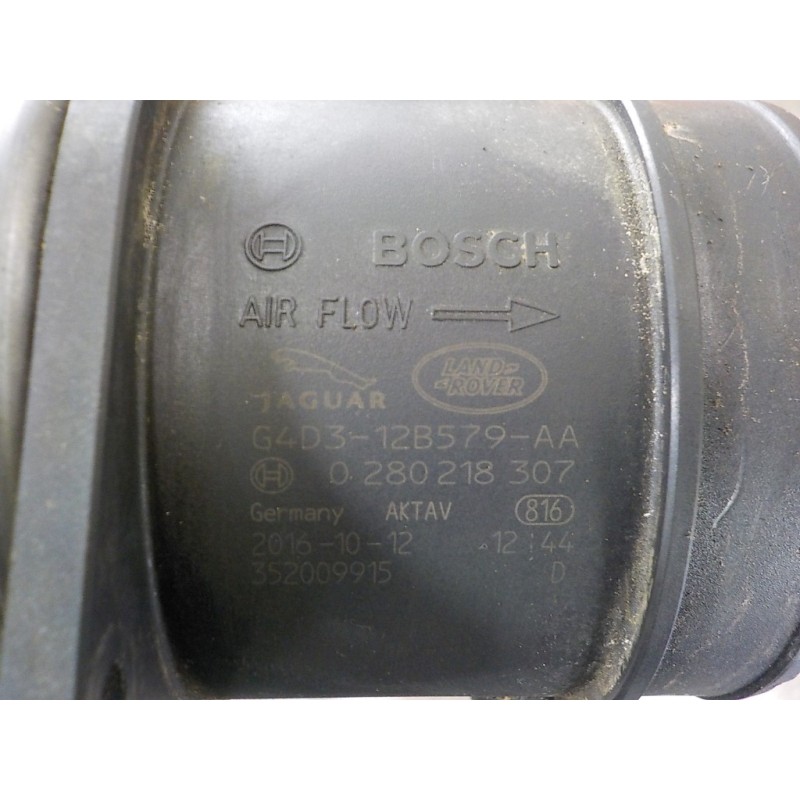 BOSCH
AIR FLOW
JAGUAR
LAND-
-ROVER
G4D3-12B579-AA
0 280 218 307
Germany AKTAV 816
2016-10-12 12:44
352009915 D